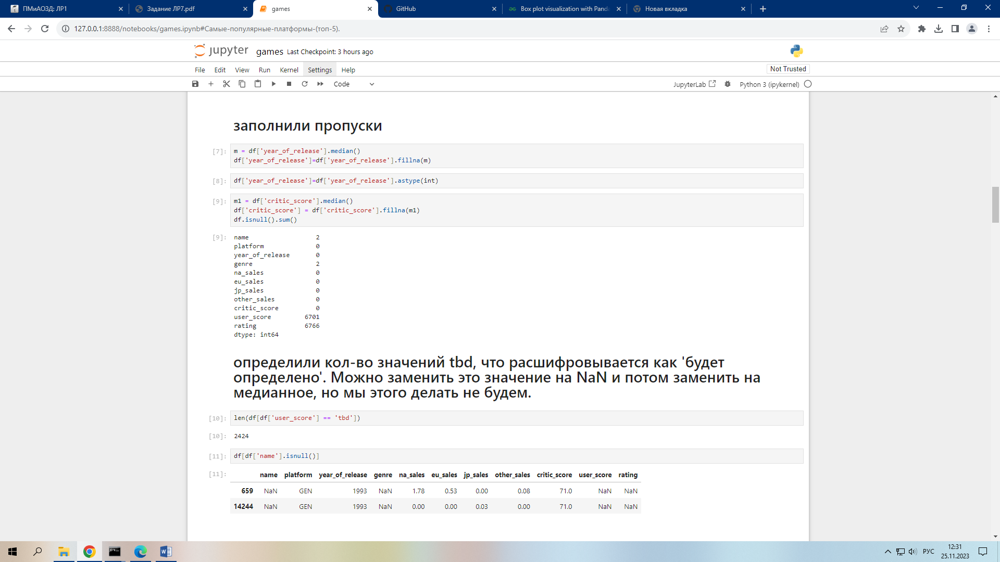 ПМиАОЗД: ЛР1
Задание ЛР7.pdf
games
GitHub
Box plot visualization with Panda
Новая вкладка
127.0.0.1:8888/notebooks/games.ipynb#Самые-популярные-платформы-(топ-5).
jupyter games Last Checkpoint: 3 hours ago
File Edit View Run Kernel Settings Help
Not Trusted
Code
JupyterLab
Python 3 (ipykernel)
заполнили пропуски
[7]: m = df['year_of_release'].median()
df['year_of_release']=df['year_of_release'].fillna(m)
[8]: df['year_of_release']=df['year_of_release'].astype(int)
[9]: m1 = df['critic_score'].median()
df['critic_score'] = df['critic_score'].fillna(m1)
df.isnull().sum()
[9]: name 2
platform 0
year_of_release 0
genre 2
na_sales 0
eu_sales 0
jp_sales 0
other_sales 0
critic_score 0
user_score 6701
rating 6766
dtype: int64
определили кол-во значений tbd, что расшифровывается как 'будет
определено'. Можно заменить это значение на NaN и потом заменить на
медианное, но мы этого делать не будем.
[10]: len(df[df['user_score'] == 'tbd'])
[10]: 2424
[11]: df[df['name'].isnull()]
[11]: name platform year_of_release genre na_sales eu_sales jp_sales other_sales critic_score user_score rating
659 NaN GEN 1993 NaN 1.78 0.53 0.00 0.08 71.0 NaN NaN
14244 NaN GEN 1993 NaN 0.00 0.00 0.03 0.00 71.0 NaN NaN
РУС
12:31
25.11.2023